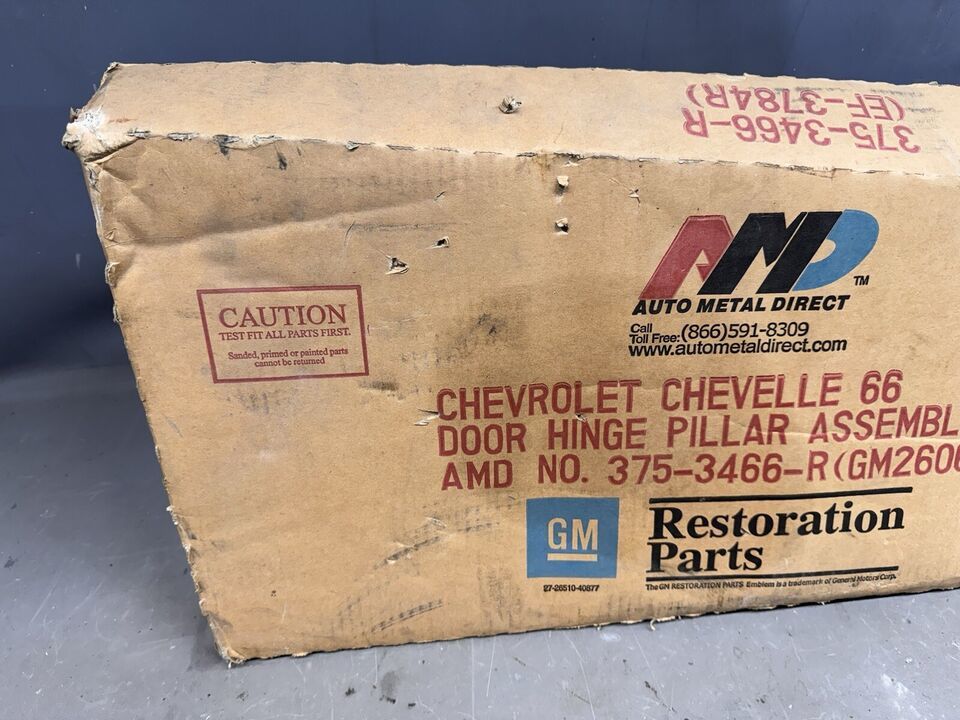 375-3466-R
(EF-3784R)
AMD
TM
AUTO METAL DIRECT
Call
Toll Free: (866)591-8309
www.autometaldirect.com
CAUTION
TEST FIT ALL PARTS FIRST.
Sanded, primed or painted parts
cannot be returned
CHEVROLET CHEVELLE 66
DOOR HINGE PILLAR ASSEMBL
AMD NO. 375-3466-R(GM2606
GM
27-26510-40877
Restoration
Parts
The GM RESTORATION PARTS Emblem is a trademark of General Motors Corp.